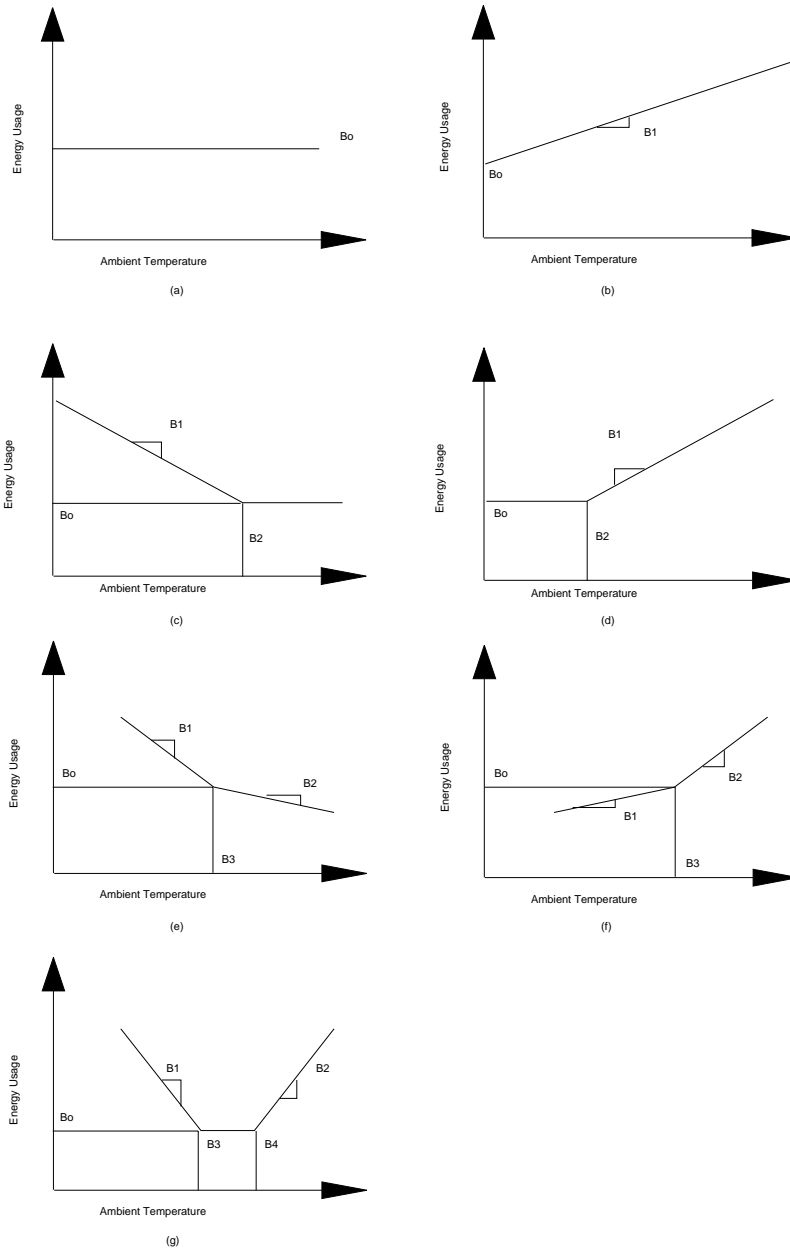 Energy Usage
Bo
Ambient Temperature
(a)
Energy Usage
B1
Bo
Ambient Temperature
(b)
Energy Usage
B1
Bo
B2
Ambient Temperature
(c)
Energy Usage
B1
Bo
B2
Ambient Temperature
(d)
Energy Usage
B1
Bo
B2
B3
Ambient Temperature
(e)
Energy Usage
Bo
B2
B1
B3
Ambient Temperature
(f)
Energy Usage
B1
B2
Bo
B3
B4
Ambient Temperature
(g)